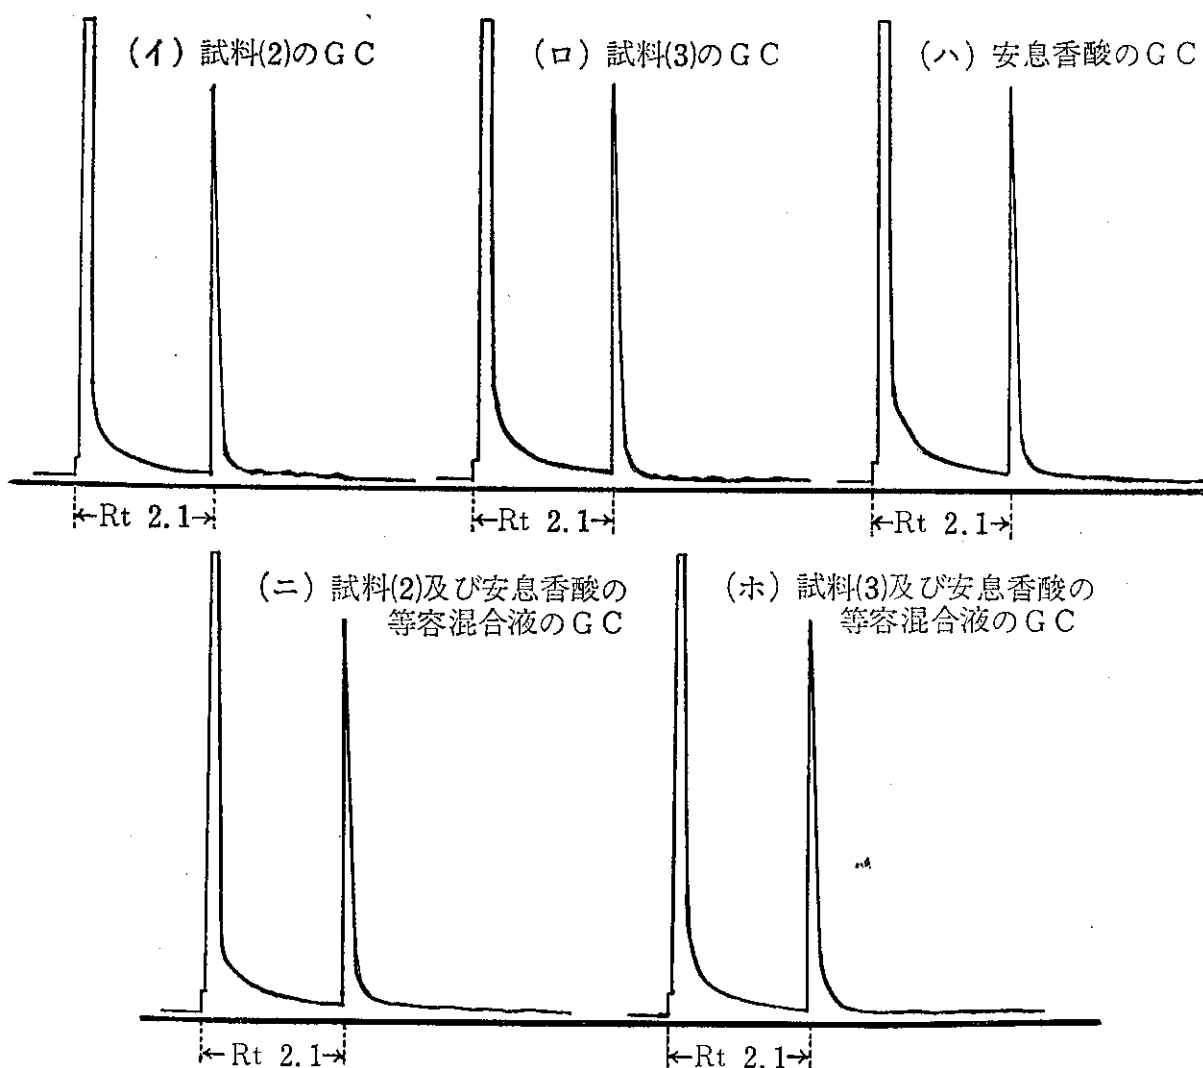 (イ) 試料(2)のGC
(ロ) 試料(3)のGC
(ハ) 安息香酸のGC
←Rt 2.1→
←Rt 2.1→
←Rt 2.1→
(ニ) 試料(2)及び安息香酸の
等容混合液のGC
(ホ) 試料(3)及び安息香酸の
等容混合液のGC
←Rt 2.1→
←Rt 2.1→